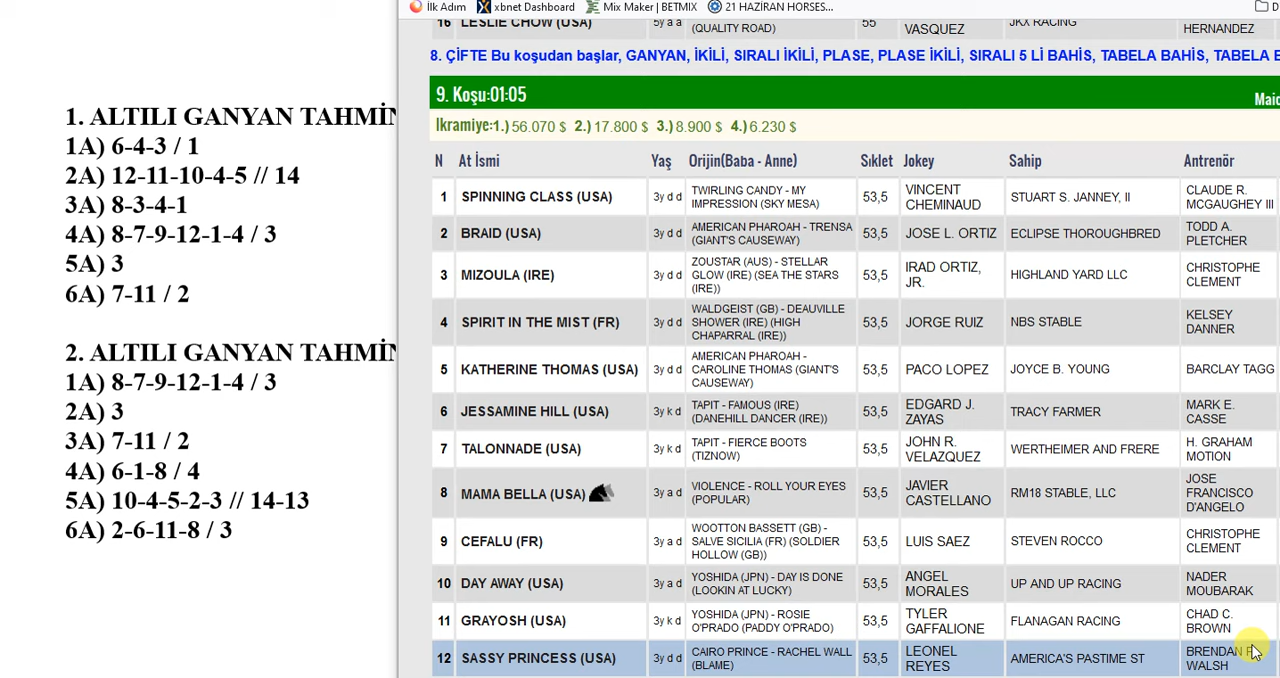 İlk Adım xbnet Dashboard Mix Maker | BETMIX 21 HAZİRAN HORSES...
16 LESLIE CHOW (USA) 5y a a (QUALITY ROAD) 55 VASQUEZ JKX RACING HERNANDEZ
8. ÇİFTE Bu koşudan başlar, GANYAN, İKİLİ, SIRALI İKİLİ, PLASE, PLASE İKİLİ, SIRALI 5 Lİ BAHİS, TABELA BAHİS, TABELA B
9. Koşu:01:05 Maid
Ikramiye:1.) 56.070 $ 2.) 17.800 $ 3.) 8.900 $ 4.) 6.230 $
N At İsmi Yaş Orijin(Baba - Anne) Sıklet Jokey Sahip Antrenör
1 SPINNING CLASS (USA) 3y d d TWIRLING CANDY - MY IMPRESSION (SKY MESA) 53,5 VINCENT CHEMINAUD STUART S. JANNEY, II CLAUDE R. MCGAUGHEY III
2 BRAID (USA) 3y d d AMERICAN PHAROAH - TRENSA (GIANT'S CAUSEWAY) 53,5 JOSE L. ORTIZ ECLIPSE THOROUGHBRED TODD A. PLETCHER
3 MIZOULA (IRE) 3y d d ZOUSTAR (AUS) - STELLAR GLOW (IRE) (SEA THE STARS (IRE)) 53,5 IRAD ORTIZ, JR. HIGHLAND YARD LLC CHRISTOPHE CLEMENT
4 SPIRIT IN THE MIST (FR) 3y d d WALDGEIST (GB) - DEAUVILLE SHOWER (IRE) (HIGH CHAPARRAL (IRE)) 53,5 JORGE RUIZ NBS STABLE KELSEY DANNER
5 KATHERINE THOMAS (USA) 3y d d AMERICAN PHAROAH - CAROLINE THOMAS (GIANT'S CAUSEWAY) 53,5 PACO LOPEZ JOYCE B. YOUNG BARCLAY TAGG
6 JESSAMINE HILL (USA) 3y k d TAPIT - FAMOUS (IRE) (DANEHILL DANCER (IRE)) 53,5 EDGARD J. ZAYAS TRACY FARMER MARK E. CASSE
7 TALONNADE (USA) 3y k d TAPIT - FIERCE BOOTS (TIZNOW) 53,5 JOHN R. VELAZQUEZ WERTHEIMER AND FRERE H. GRAHAM MOTION
8 MAMA BELLA (USA) 3y a d VIOLENCE - ROLL YOUR EYES (POPULAR) 53,5 JAVIER CASTELLANO RM18 STABLE, LLC JOSE FRANCISCO D'ANGELO
9 CEFALU (FR) 3y a d WOOTTON BASSETT (GB) - SALVE SICILIA (FR) (SOLDIER HOLLOW (GB)) 53,5 LUIS SAEZ STEVEN ROCCO CHRISTOPHE CLEMENT
10 DAY AWAY (USA) 3y a d YOSHIDA (JPN) - DAY IS DONE (LOOKIN AT LUCKY) 53,5 ANGEL MORALES UP AND UP RACING NADER MOUBARAK
11 GRAYOSH (USA) 3y k d YOSHIDA (JPN) - ROSIE O'PRADO (PADDY O'PRADO) 53,5 TYLER GAFFALIONE FLANAGAN RACING CHAD C. BROWN
12 SASSY PRINCESS (USA) 3y d d CAIRO PRINCE - RACHEL WALL (BLAME) 53,5 LEONEL REYES AMERICA'S PASTIME ST BRENDAN P. WALSH
1. ALTILI GANYAN TAHMİN
1A) 6-4-3 / 1
2A) 12-11-10-4-5 // 14
3A) 8-3-4-1
4A) 8-7-9-12-1-4 / 3
5A) 3
6A) 7-11 / 2
2. ALTILI GANYAN TAHMİN
1A) 8-7-9-12-1-4 / 3
2A) 3
3A) 7-11 / 2
4A) 6-1-8 / 4
5A) 10-4-5-2-3 // 14-13
6A) 2-6-11-8 / 3